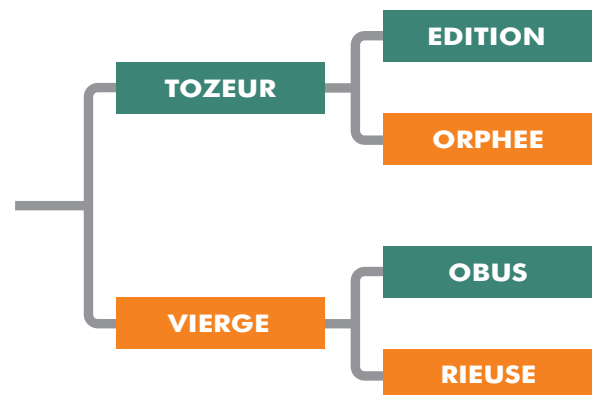 EDITION
TOZEUR
ORPHEE
OBUS
VIERGE
RIEUSE